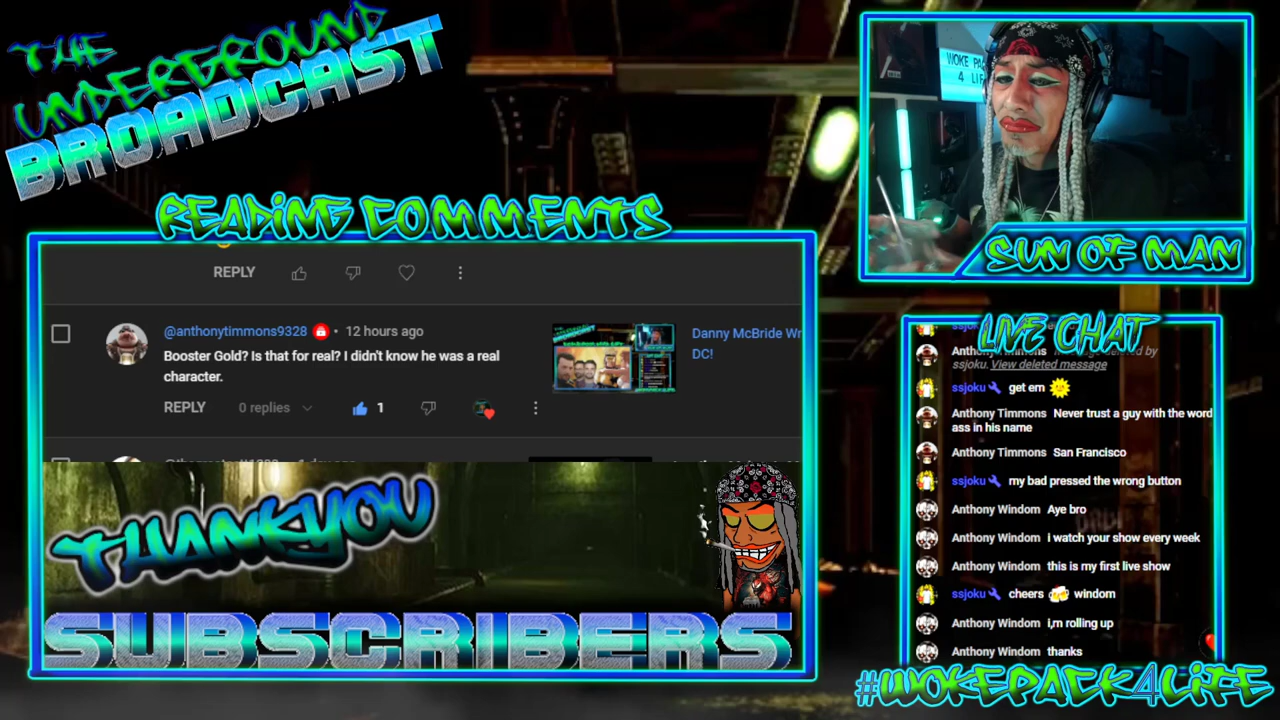 THE
UNDERGROUND
BROADCAST
WOKE PA
4 LIF
READING COMMENTS
SUN OF MAN
REPLY
@anthonytimmons9328 • 12 hours ago
Booster Gold? Is that for real? I didn't know he was a real
character.
REPLY 0 replies 1
Danny McBride Wr
DC!
LIVE CHAT
ssjoku. View deleted message
ssjoku get em
Anthony Timmons Never trust a guy with the word
ass in his name
Anthony Timmons San Francisco
ssjoku my bad pressed the wrong button
Anthony Windom Aye bro
Anthony Windom i watch your show every week
Anthony Windom this is my first live show
ssjoku cheers windom
Anthony Windom i,m rolling up
Anthony Windom thanks
THANKYOU
SUBSCRIBERS
#WOKEPACK4LIFE